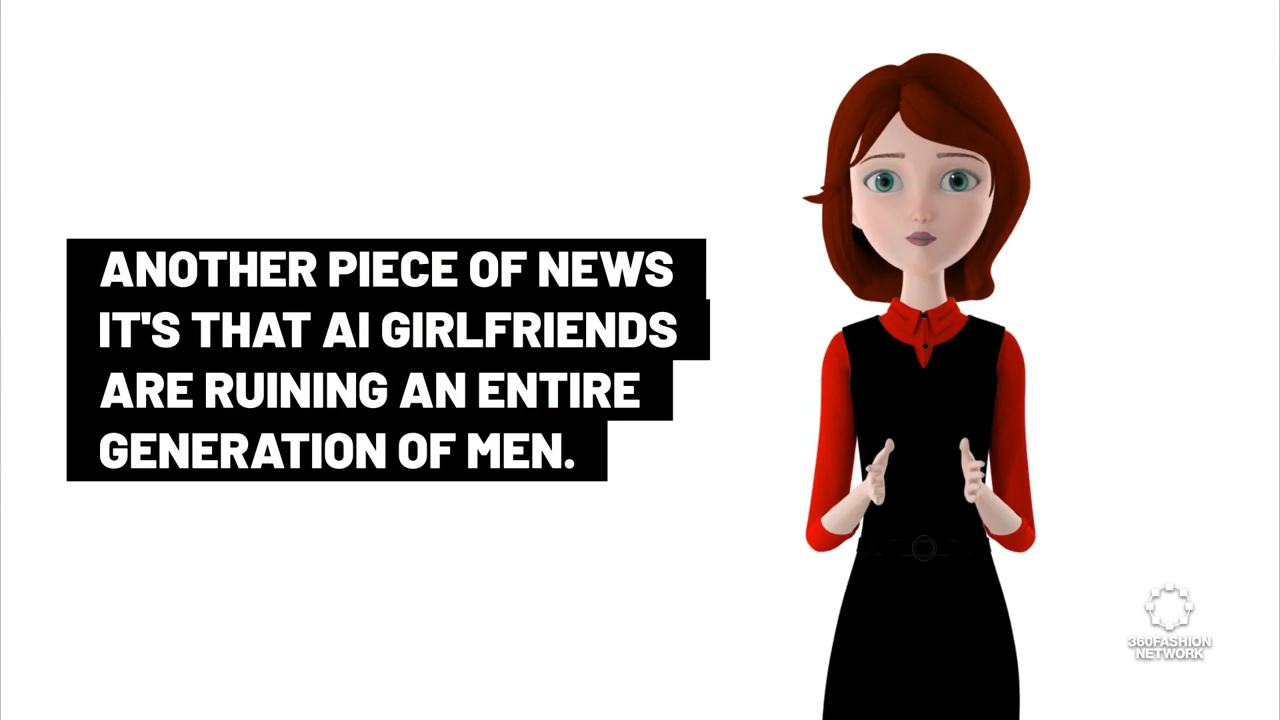 ANOTHER PIECE OF NEWS
IT'S THAT AI GIRLFRIENDS
ARE RUINING AN ENTIRE
GENERATION OF MEN.
360FASHION
NETWORK